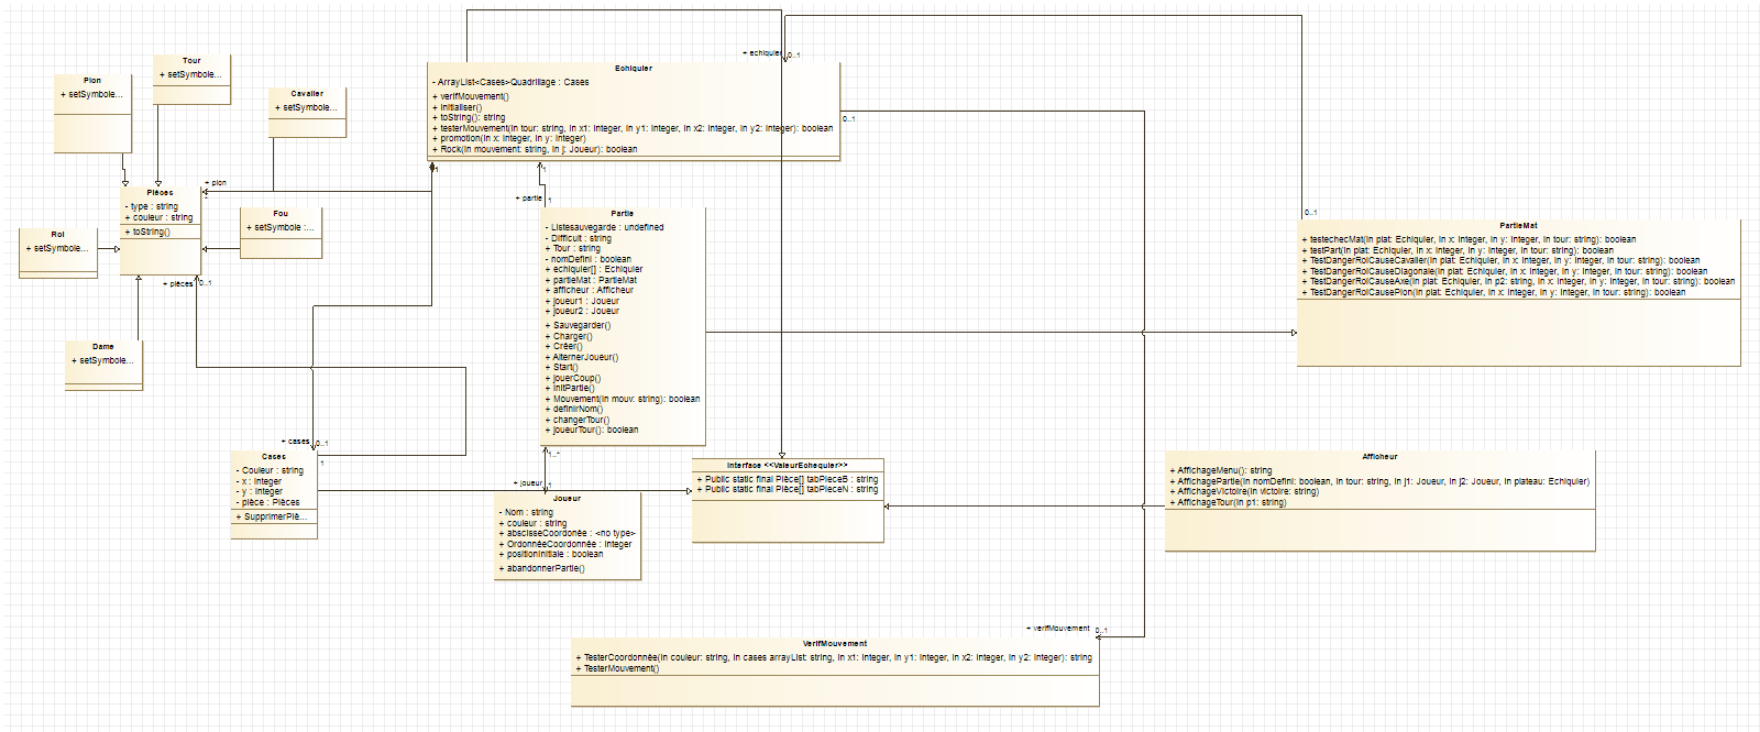 Pion
+ setSymbole...
Tour
+ setSymbole...
Cavalier
+ setSymbole...
Pièces
- type : string
+ couleur : string
+ toString()
Roi
+ setSymbole...
Fou
+ setSymbole :...
Dame
+ setSymbole...
+ pion
+ pièces
0..1
+ echiquier
0..1
Echiquier
- ArrayList<Cases>Quadrillage : Cases
+ verifMouvement()
+ initialiser()
+ toString(): string
+ testerMouvement(in tour: string, in x1: integer, in y1: integer, in x2: integer, in y2: integer): boolean
+ promotion(in x: integer, in y: integer)
+ Rock(in mouvement: string, in j: Joueur): boolean
0..1
1
1
+ partie
1
Partie
- Listesauvegarde : undefined
- Difficult : string
+ Tour : string
- nomDefini : boolean
+ echiquier[] : Echiquier
+ partieMat : PartieMat
+ afficheur : Afficheur
+ joueur1 : Joueur
+ joueur2 : Joueur
+ Sauvegarder()
+ Charger()
+ Créer()
+ AlternerJoueur()
+ Start()
+ jouerCoup()
+ initPartie()
+ Mouvement(in mouv: string): boolean
+ definirNom()
+ changerTour()
+ joueurTour(): boolean
0..1
PartieMat
+ testechecMat(in plat: Echiquier, in x: integer, in y: integer, in tour: string): boolean
+ testPart(in plat: Echiquier, in x: integer, in y: integer, in tour: string): boolean
+ TestDangerRoiCauseCavalier(in plat: Echiquier, in x: integer, in y: integer, in tour: string): boolean
+ TestDangerRoiCauseDiagonale(in plat: Echiquier, in x: integer, in y: integer, in tour: string): boolean
+ TestDangerRoiCauseAxe(in plat: Echiquier, in p2: string, in x: integer, in y: integer, in tour: string): boolean
+ TestDangerRoiCausePion(in plat: Echiquier, in x: integer, in y: integer, in tour: string): boolean
+ cases
0..1
Cases
1
- Couleur : string
- x : integer
- y : integer
- pièce : Pièces
+ SupprimerPiè...
1..*
+ joueur
1
Joueur
- Nom : string
+ couleur : string
+ abscisseCoordonée : <no type>
+ OrdonnéeCoordonnée : integer
+ positionInitiale : boolean
+ abandonnerPartie()
Interface <<ValeurEchequier>>
+ Public static final Pièce[] tabPieceB : string
+ Public static final Pièce[] tabPieceN : string
Afficheur
+ AffichageMenu(): string
+ AffichagePartie(in nomDefini: boolean, in tour: string, in j1: Joueur, in j2: Joueur, in plateau: Echiquier)
+ AffichageVictoire(in victoire: string)
+ AffichageTour(in p1: string)
+ verifMouvement
0..1
VerifMouvement
+ TesterCoordonnée(in couleur: string, in cases arrayList: string, in x1: integer, in y1: integer, in x2: integer, in y2: integer): string
+ TesterMouvement()